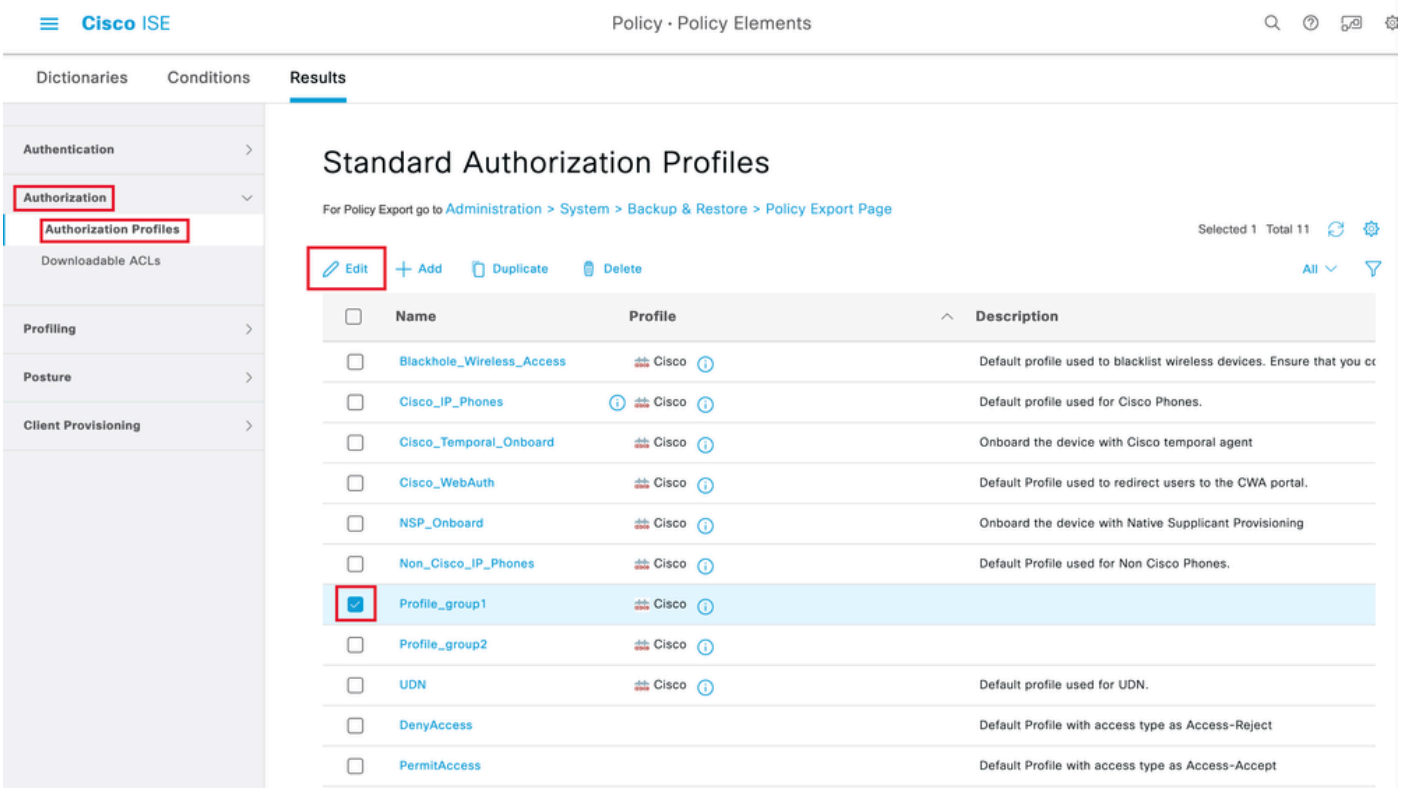 Cisco ISE
Policy · Policy Elements
Dictionaries Conditions Results
Authentication
Authorization
Authorization Profiles
Downloadable ACLs
Profiling
Posture
Client Provisioning
Standard Authorization Profiles
For Policy Export go to Administration > System > Backup & Restore > Policy Export Page
Selected 1 Total 11
Edit Add Duplicate Delete
All
Name Profile Description
Blackhole_Wireless_Access Cisco Default profile used to blacklist wireless devices. Ensure that you
Cisco_IP_Phones Cisco Default profile used for Cisco Phones.
Cisco_Temporal_Onboard Cisco Onboard the device with Cisco temporal agent
Cisco_WebAuth Cisco Default Profile used to redirect users to the CWA portal.
NSP_Onboard Cisco Onboard the device with Native Supplicant Provisioning
Non_Cisco_IP_Phones Cisco Default Profile used for Non Cisco Phones.
Profile_group1 Cisco
Profile_group2 Cisco
UDN Cisco Default profile used for UDN.
DenyAccess Default Profile with access type as Access-Reject
PermitAccess Default Profile with access type as Access-Accept